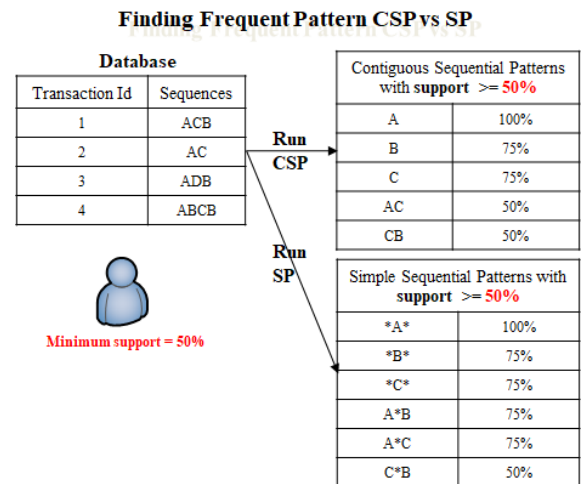 Finding Frequent Pattern CSP vs SP
Database
Transaction Id Sequences
1 ACB
2 AC
3 ADB
4 ABCB
Minimum support = 50%
Run
CSP
Run
SP
Contiguous Sequential Patterns
with support >= 50%
A 100%
B 75%
C 75%
AC 50%
CB 50%
Simple Sequential Patterns with
support >= 50%
*A* 100%
*B* 75%
*C* 75%
A*B 75%
A*C 75%
C*B 50%